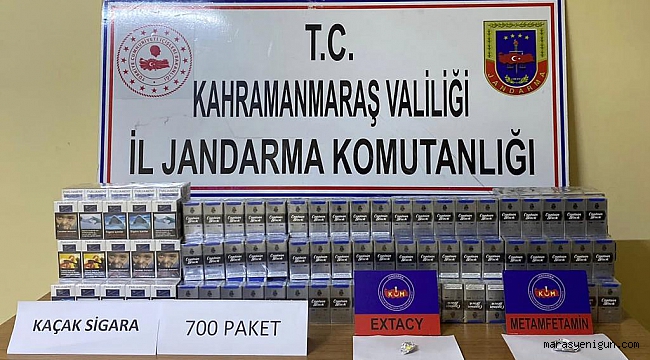 T.C.
KAHRAMANMARAŞ VALİLİĞİ
İL JANDARMA KOMUTANLIĞI
JANDARMA
KAÇAK SİGARA
700 PAKET
KOM
EXTACY
KOM
METAMFETAMİN
marasyenigun.com